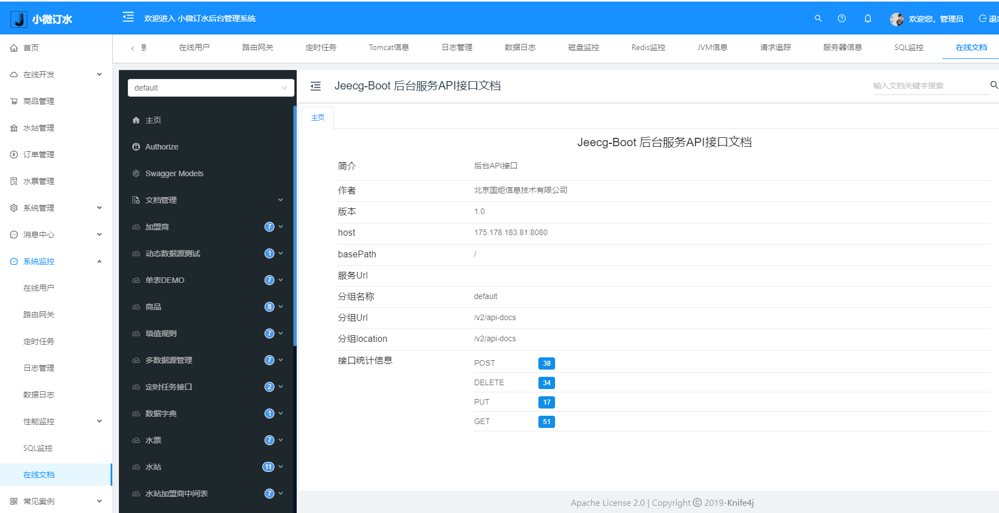 小微订水
欢迎进入 小微订水后台管理系统
欢迎您，管理员
首页
在线开发
商品管理
水站管理
订单管理
水票管理
系统管理
消息中心
系统监控
在线用户
路由网关
定时任务
日志管理
数据日志
性能监控
SQL监控
在线文档
常见案例
在线用户
路由网关
定时任务
Tomcat信息
日志管理
数据日志
磁盘监控
Redis监控
JVM信息
请求追踪
服务器信息
SQL监控
在线文档
default
主页
Authorize
Swagger Models
文档管理
加盟商 7
动态数据源测试 1
单表DEMO 7
商品 8
填值规则 7
多数据源管理 7
定时任务接口 2
数据字典 1
水票 7
水站 11
水站加盟商中间表 7
Jeecg-Boot 后台服务API接口文档
输入文档关键字搜索
主页
Jeecg-Boot 后台服务API接口文档
简介 后台API接口
作者 北京国炬信息技术有限公司
版本 1.0
host 175.178.183.81:8080
basePath /
服务Url
分组名称 default
分组Url /v2/api-docs
分组location /v2/api-docs
接口统计信息
POST 38
DELETE 34
PUT 17
GET 51
Apache License 2.0 | Copyright © 2019-Knife4j